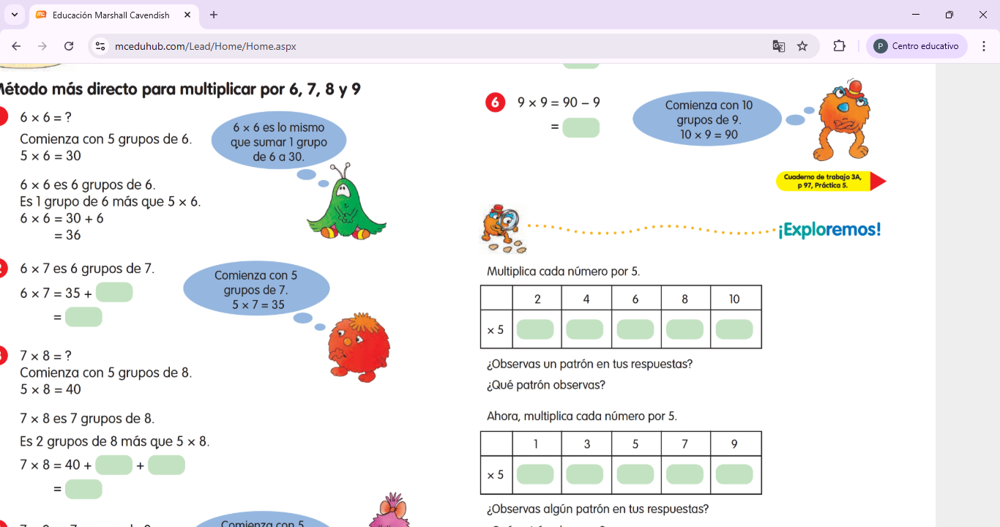 Educación Marshall Cavendish
mceduhub.com/Lead/Home/Home.aspx
P
Centro educativo
Método más directo para multiplicar por 6, 7, 8 y 9
6 × 6 = ?
Comienza con 5 grupos de 6.
5 × 6 = 30
6 × 6 es lo mismo
que sumar 1 grupo
de 6 a 30.
6 × 6 es 6 grupos de 6.
Es 1 grupo de 6 más que 5 × 6.
6 × 6 = 30 + 6
= 36
6 × 7 es 6 grupos de 7.
6 × 7 = 35 +
=
Comienza con 5
grupos de 7.
5 × 7 = 35
7 × 8 = ?
Comienza con 5 grupos de 8.
5 × 8 = 40
7 × 8 es 7 grupos de 8.
Es 2 grupos de 8 más que 5 × 8.
7 × 8 = 40 + +
=
Comienza con 5
6 9 × 9 = 90 – 9
=
Comienza con 10
grupos de 9.
10 × 9 = 90
Cuaderno de trabajo 3A,
p 97, Práctica 5.
¡Exploremos!
Multiplica cada número por 5.
2 4 6 8 10
× 5
¿Observas un patrón en tus respuestas?
¿Qué patrón observas?
Ahora, multiplica cada número por 5.
1 3 5 7 9
× 5
¿Observas algún patrón en tus respuestas?